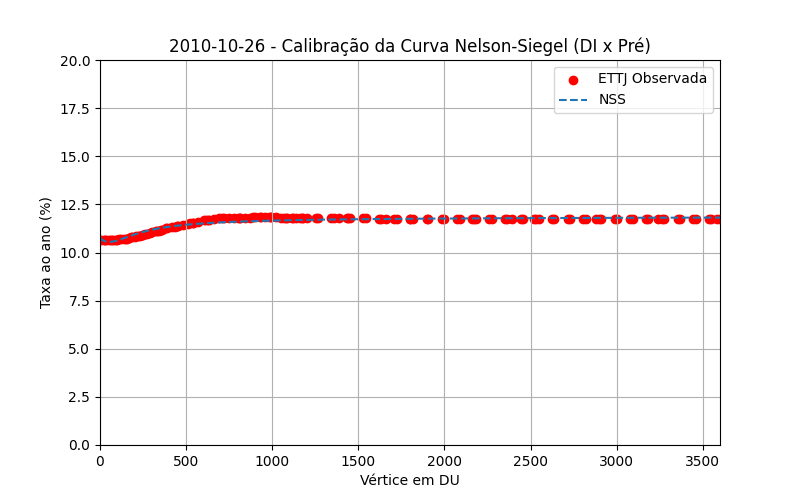 2010-10-26 - Calibração da Curva Nelson-Siegel (DI x Pré)
ETTJ Observada
NSS
Taxa ao ano (%)
20.0
17.5
15.0
12.5
10.0
7.5
5.0
2.5
0.0
0 500 1000 1500 2000 2500 3000 3500
Vértice em DU